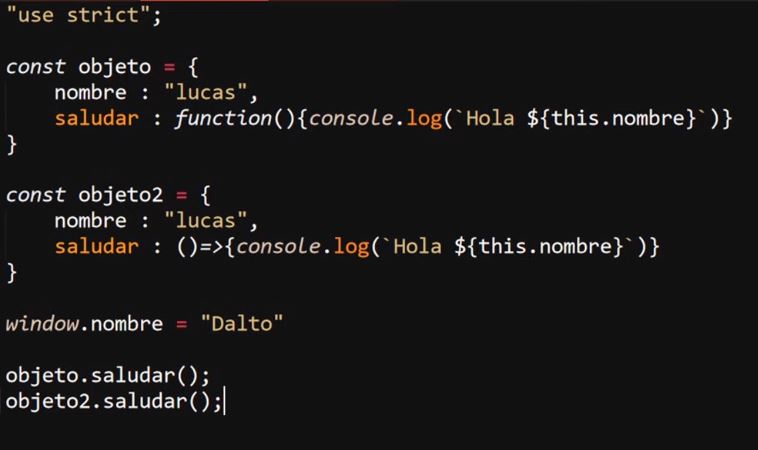 "use strict";
const objeto = {
nombre : "lucas",
saludar : function(){console.log(`Hola ${this.nombre}`)}
}
const objeto2 = {
nombre : "lucas",
saludar : ()=>{console.log(`Hola ${this.nombre}`)}
}
window.nombre = "Dalto"
objeto.saludar();
objeto2.saludar();